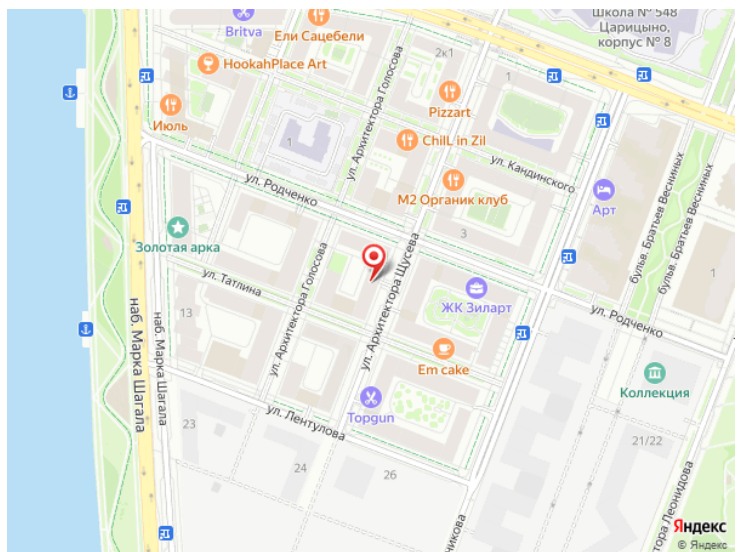 Школа № 548
Царицыно,
корпус № 8
Britva
Ели Сацебели
HookahPlace Art
2к1
1
Июль
Pizzart
ул. Архитектора Голосова
1
ChilL in Zil
ул. Кандинского
ул. Родченко
М2 Органик клуб
Арт
бульв. Братьев Весниных
бульв. Братьев Весниных
Золотая арка
3
1
ул. Татлина
ул. Архитектора Голосова
ул. Архитектора Щусева
ЖК Зиларт
ул. Родченко
13
наб. Марка Шагала
наб. Марка Шагала
Em cake
Коллекция
Topgun
ул. Лентулова
23
24
26
21/22
чникова
тора Леонидова
Яндекс
© Яндекс